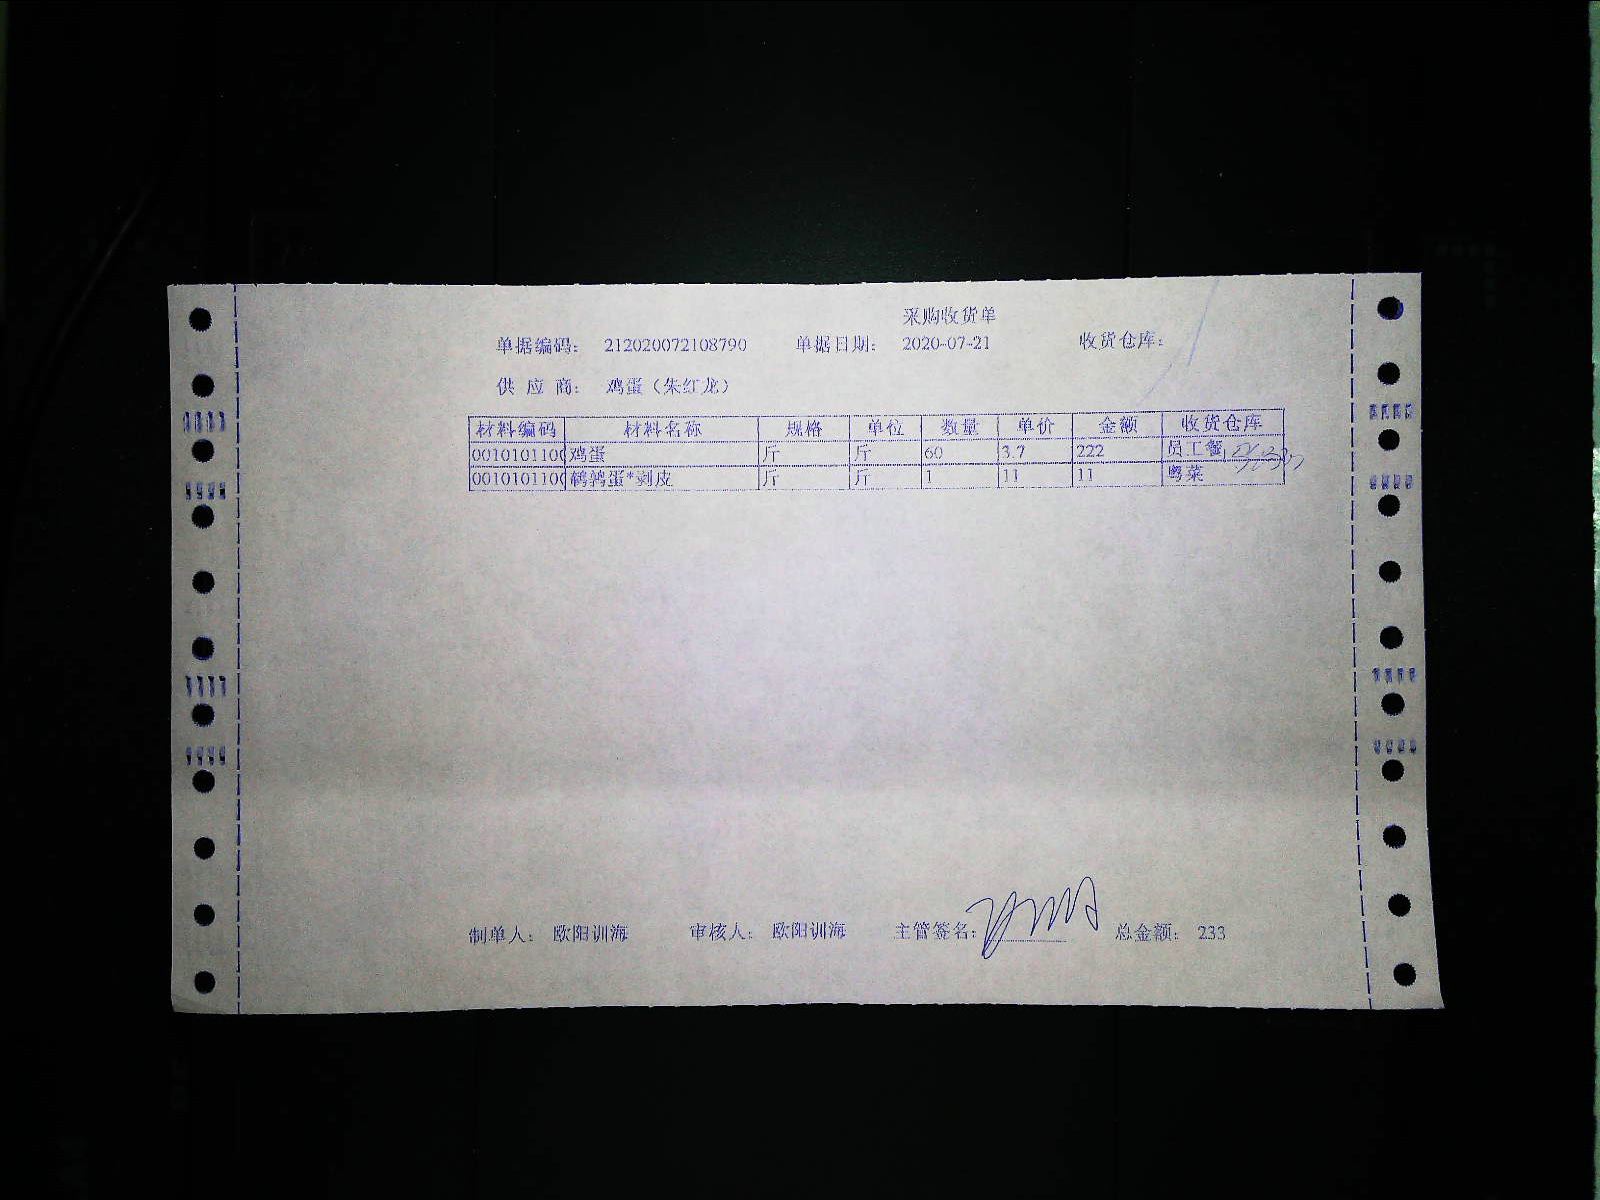 采购收货单
单据编码： 212020072108790 单据日期： 2020-07-21 收货仓库：
供 应 商： 鸡蛋（朱红龙）
材料编码 材料名称 规格 单位 数量 单价 金额 收货仓库
0010101100 鸡蛋 斤 斤 60 3.7 222 员工餐
0010101100 鹌鹑蛋*剥皮 斤 斤 1 11 11 粤菜
制单人： 欧阳训海 审核人： 欧阳训海 主管签名： 总金额： 233